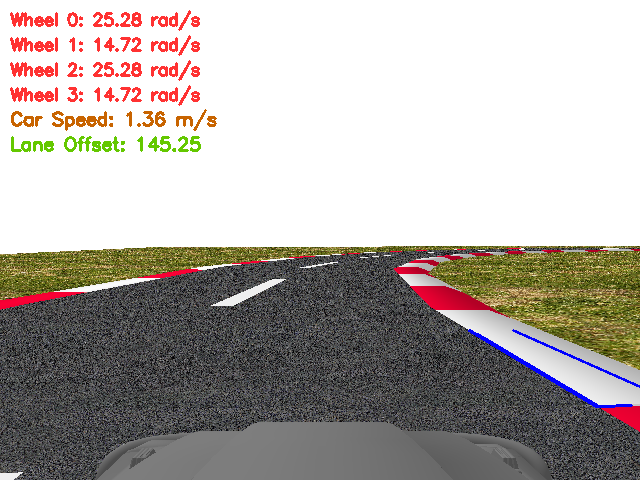 Wheel 0: 25.28 rad/s
Wheel 1: 14.72 rad/s
Wheel 2: 25.28 rad/s
Wheel 3: 14.72 rad/s
Car Speed: 1.36 m/s
Lane Offset: 145.25